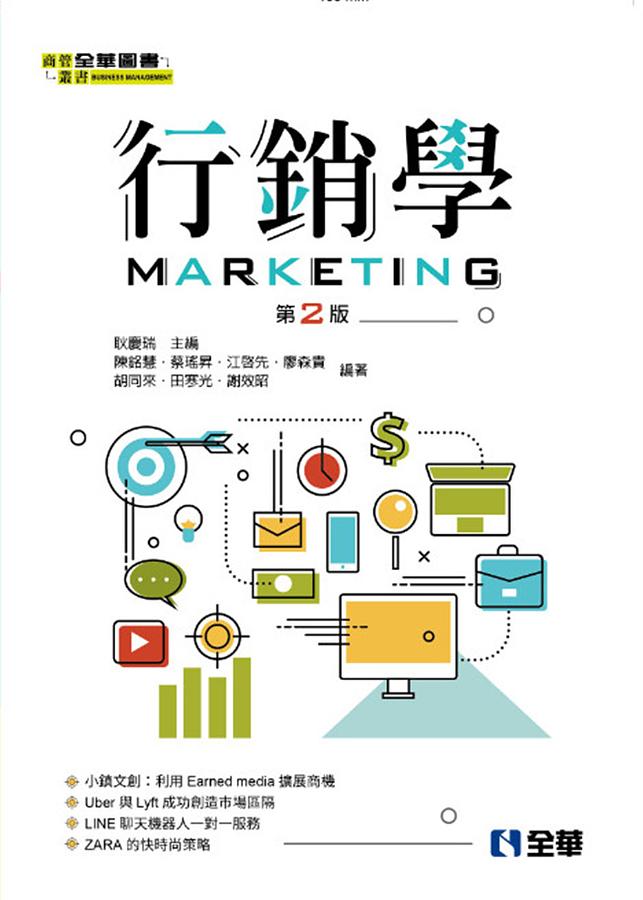 商管 全華圖書
叢書 BUSINESS MANAGEMENT
行銷學
MARKETING
第2版
耿慶瑞 主編
陳銘慧．蔡瑤昇．江啓先．廖森貴
胡同來．田寒光．謝效昭
編著
$
小鎮文創：利用 Earned media 擴展商機
Uber 與 Lyft 成功創造市場區隔
LINE 聊天機器人一對一服務
ZARA 的快時尚策略
全華